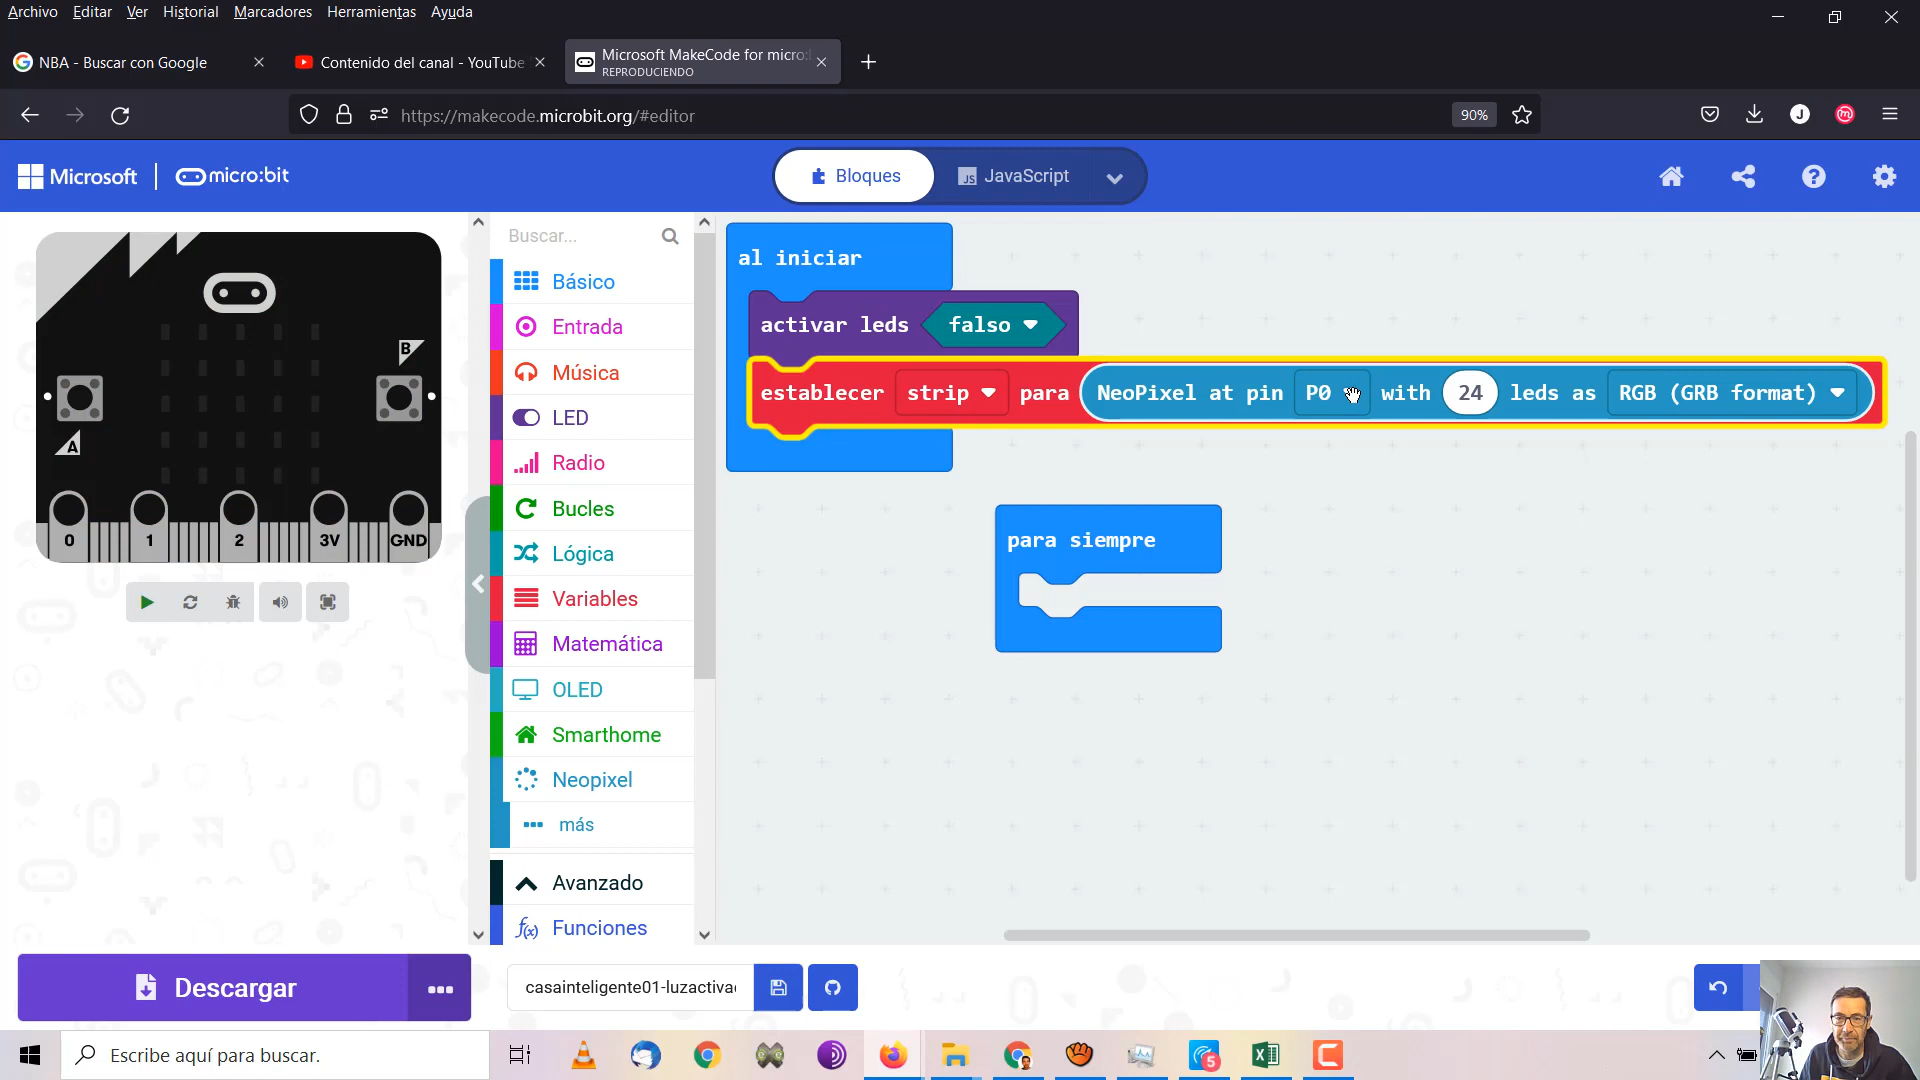 Archivo Editar Ver Historial Marcadores Herramientas Ayuda
NBA - Buscar con Google
Contenido del canal - YouTube
Microsoft MakeCode for micro:
REPRODUCIENDO
https://makecode.microbit.org/#editor
90%
J
Microsoft
micro:bit
Bloques
JS
JavaScript
Buscar...
Básico
Entrada
Música
LED
Radio
Bucles
Lógica
Variables
Matemática
OLED
Smarthome
Neopixel
más
Avanzado
f(x) Funciones
B
A
0 1 2 3V GND
al iniciar
activar leds falso
establecer strip para NeoPixel at pin P0 with 24 leds as RGB (GRB format)
para siempre
Descargar
casainteligente01-luzactiva
Escribe aquí para buscar.
5